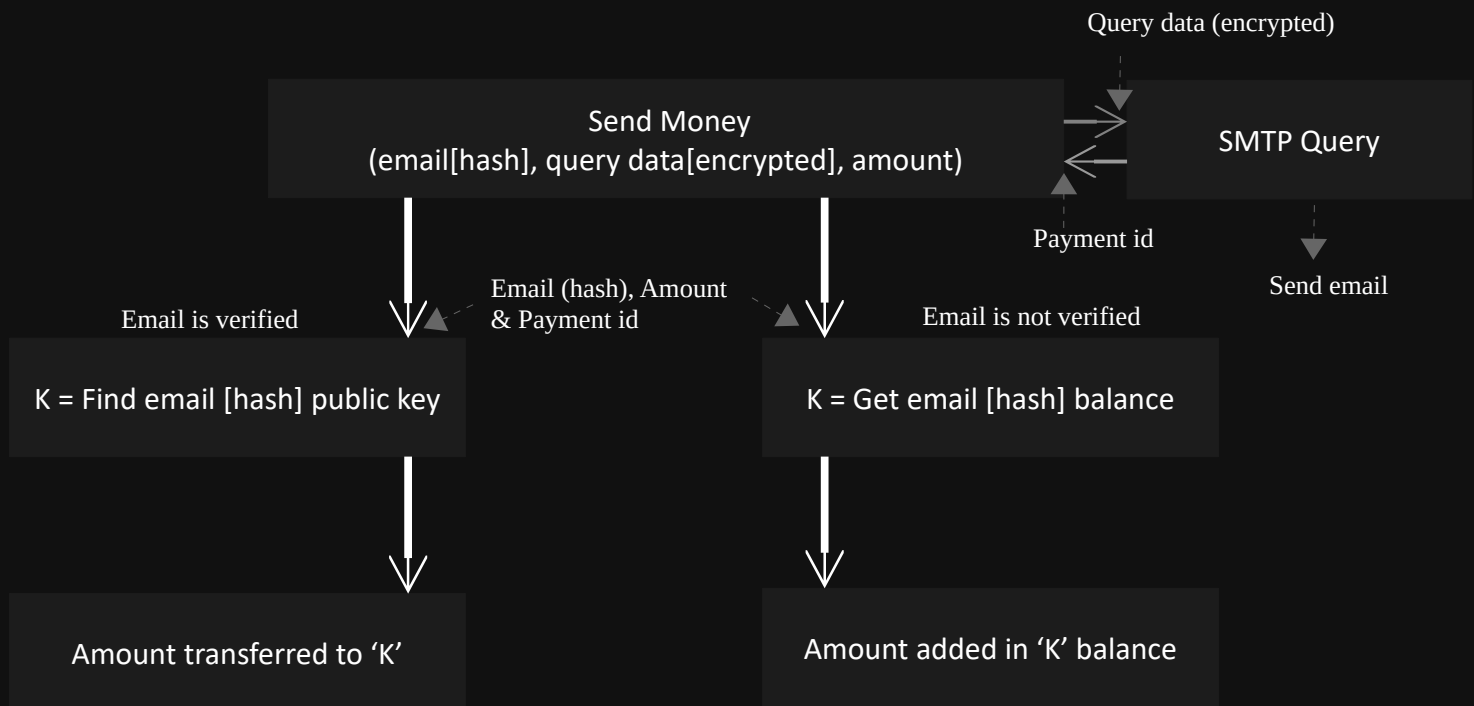 Query data (encrypted)
Send Money
(email[hash], query data[encrypted], amount)
SMTP Query
Payment id
Send email
Email (hash), Amount
& Payment id
Email is verified
Email is not verified
K = Find email [hash] public key
K = Get email [hash] balance
Amount transferred to ‘K’
Amount added in ‘K’ balance